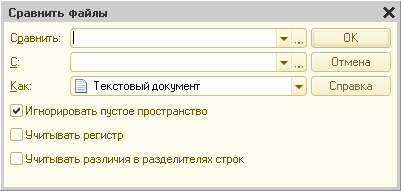 Сравнить файлы
Сравнить: ... OK
С: ... Отмена
Как: Текстовый документ Справка
Игнорировать пустое пространство
Учитывать регистр
Учитывать различия в разделителях строк